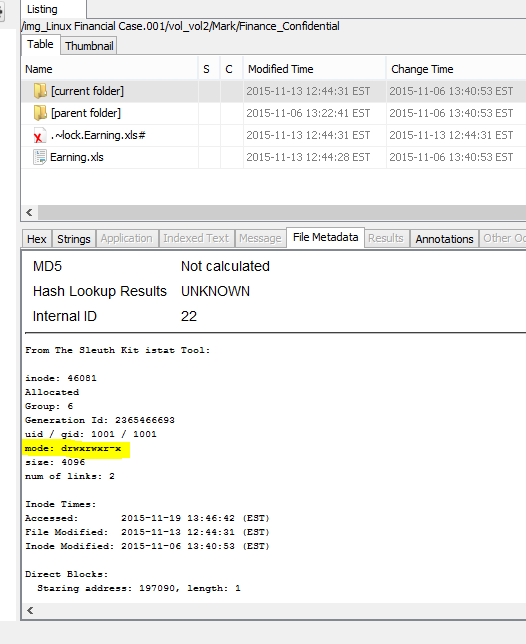 Listing
/img_Linux Financial Case.001/vol_vol2/Mark/Finance_Confidential
Table Thumbnail
Name S C Modified Time Change Time
[current folder] 2015-11-13 12:44:31 EST 2015-11-06 13:40:53 EST
[parent folder] 2015-11-06 13:22:41 EST 2015-11-06 13:40:53 EST
.~lock.Earning.xls# 2015-11-13 12:44:31 EST 2015-11-13 12:44:31 EST
Earning.xls 2015-11-13 12:44:28 EST 2015-11-06 13:40:53 EST
Hex Strings Application Indexed Text Message File Metadata Results Annotations Other Oc
MD5 Not calculated
Hash Lookup Results UNKNOWN
Internal ID 22
From The Sleuth Kit istat Tool:
inode: 46081
Allocated
Group: 6
Generation Id: 2365466693
uid / gid: 1001 / 1001
mode: drwxrwxr-x
size: 4096
num of links: 2
Inode Times:
Accessed: 2015-11-19 13:46:42 (EST)
File Modified: 2015-11-13 12:44:31 (EST)
Inode Modified: 2015-11-06 13:40:53 (EST)
Direct Blocks:
Staring address: 197090, length: 1